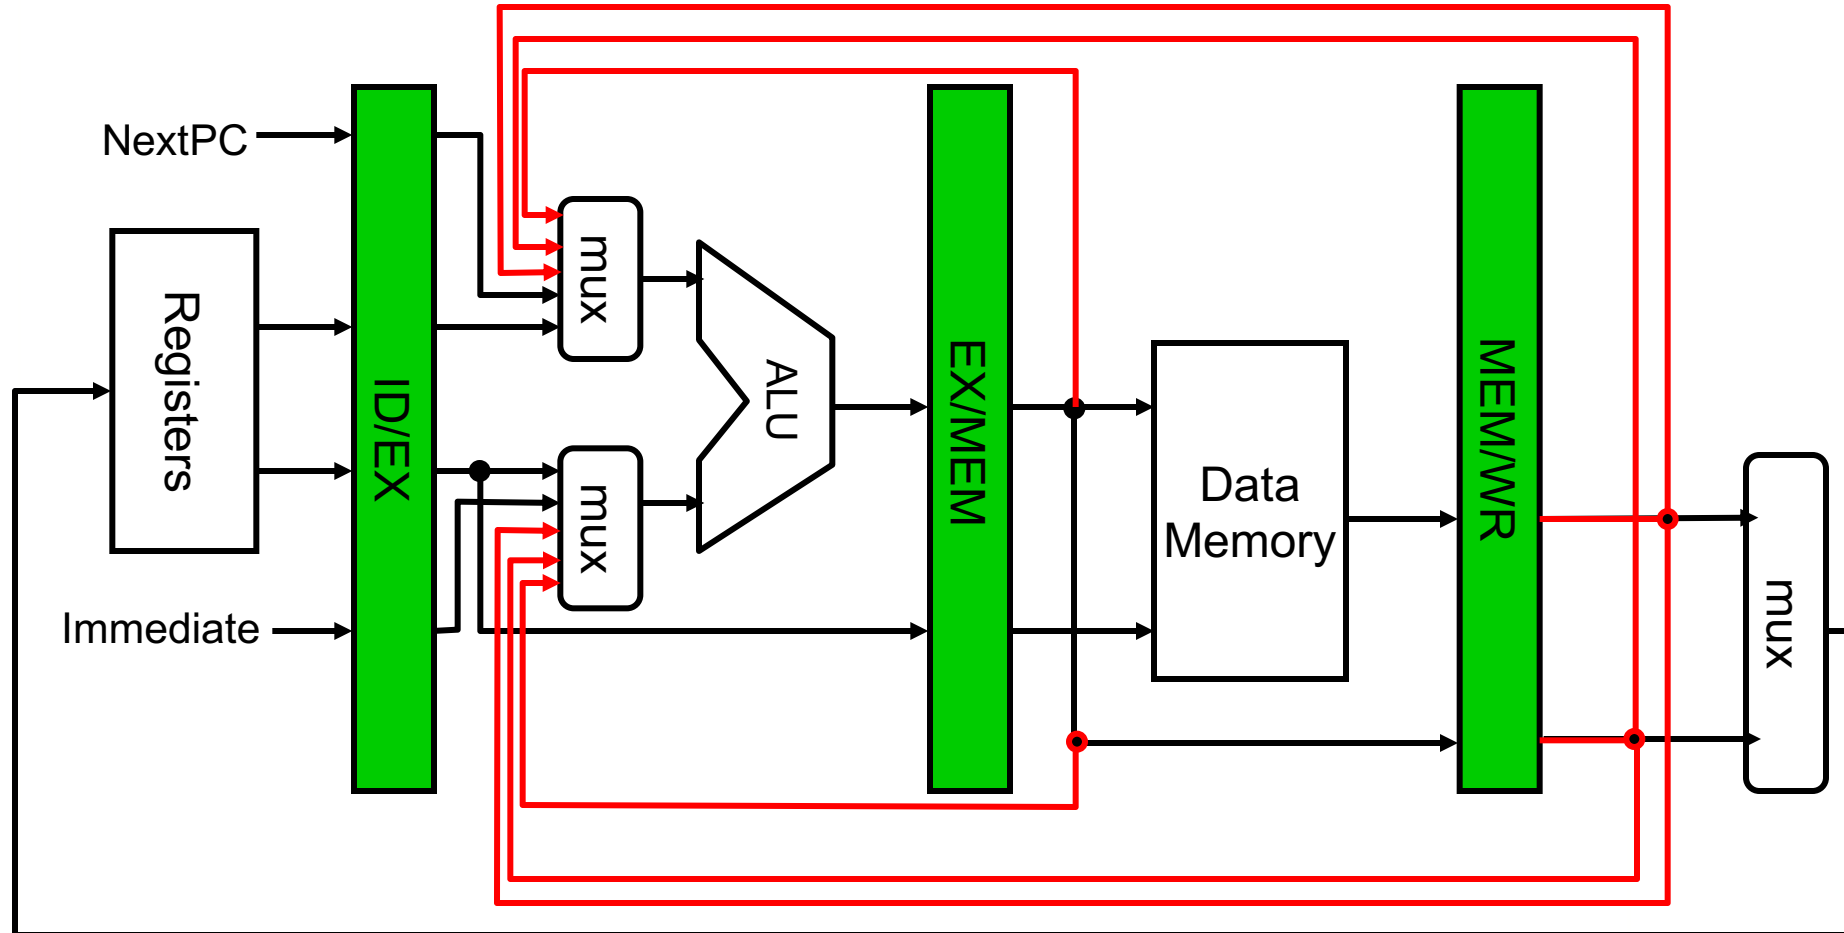 NextPC
Registers
Immediate
ID/EX
mux
mux
ALU
EX/MEM
Data
Memory
MEM/WR
mux